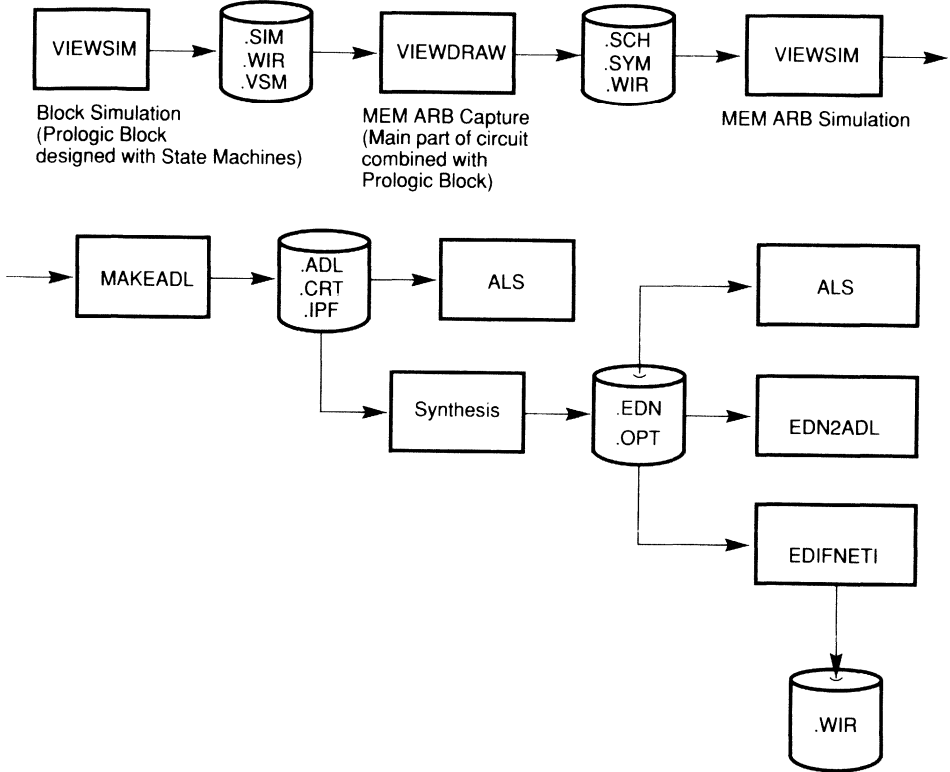 VIEWSIM
.SIM
.WIR
.VSM
VIEWDRAW
.SCH
.SYM
.WIR
VIEWSIM
Block Simulation
(Prologic Block
designed with State Machines)
MEM ARB Capture
(Main part of circuit
combined with
Prologic Block)
MEM ARB Simulation
MAKEADL
.ADL
.CRT
.IPF
ALS
ALS
Synthesis
.EDN
.OPT
EDN2ADL
EDIFNETI
.WIR